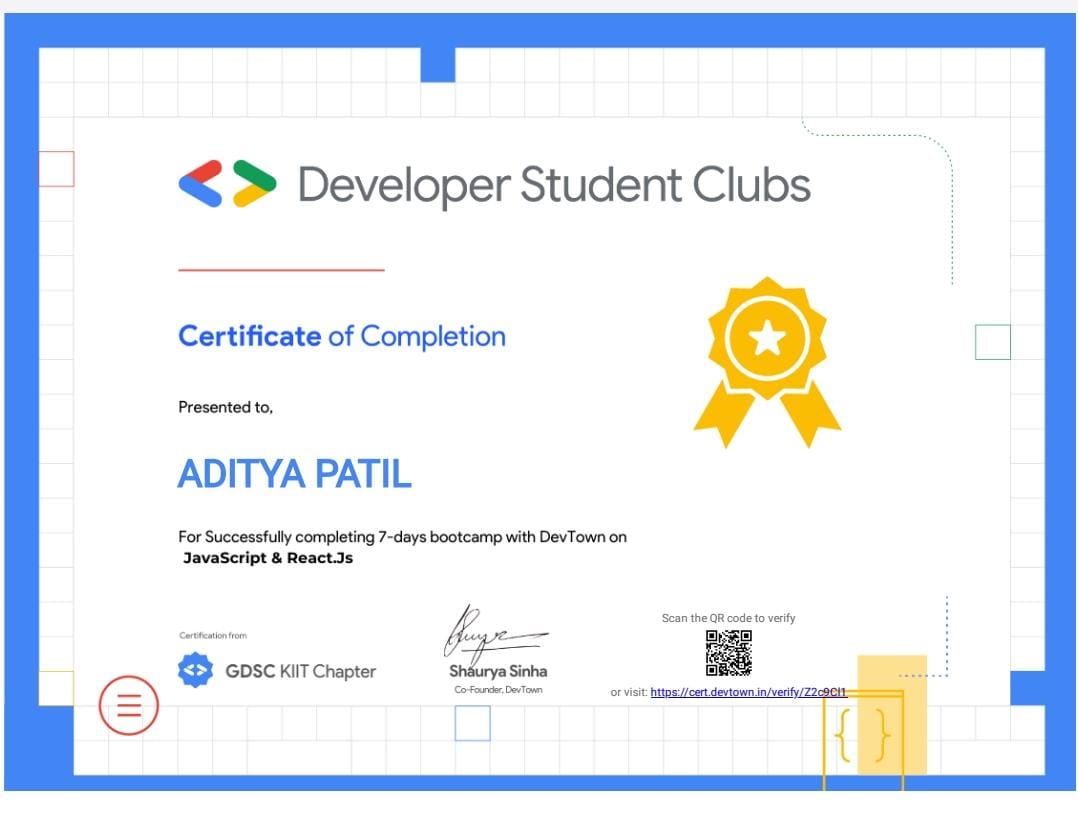 Developer Student Clubs
Certificate of Completion
Presented to,
ADITYA PATIL
For Successfully completing 7-days bootcamp with DevTown on
JavaScript & React.Js
Certification from
GDSC KIIT Chapter
Shaurya Sinha
Co-Founder, DevTown
Scan the QR code to verify
or visit: https://cert.devtown.in/verify/Z2c9Cl1
{ }